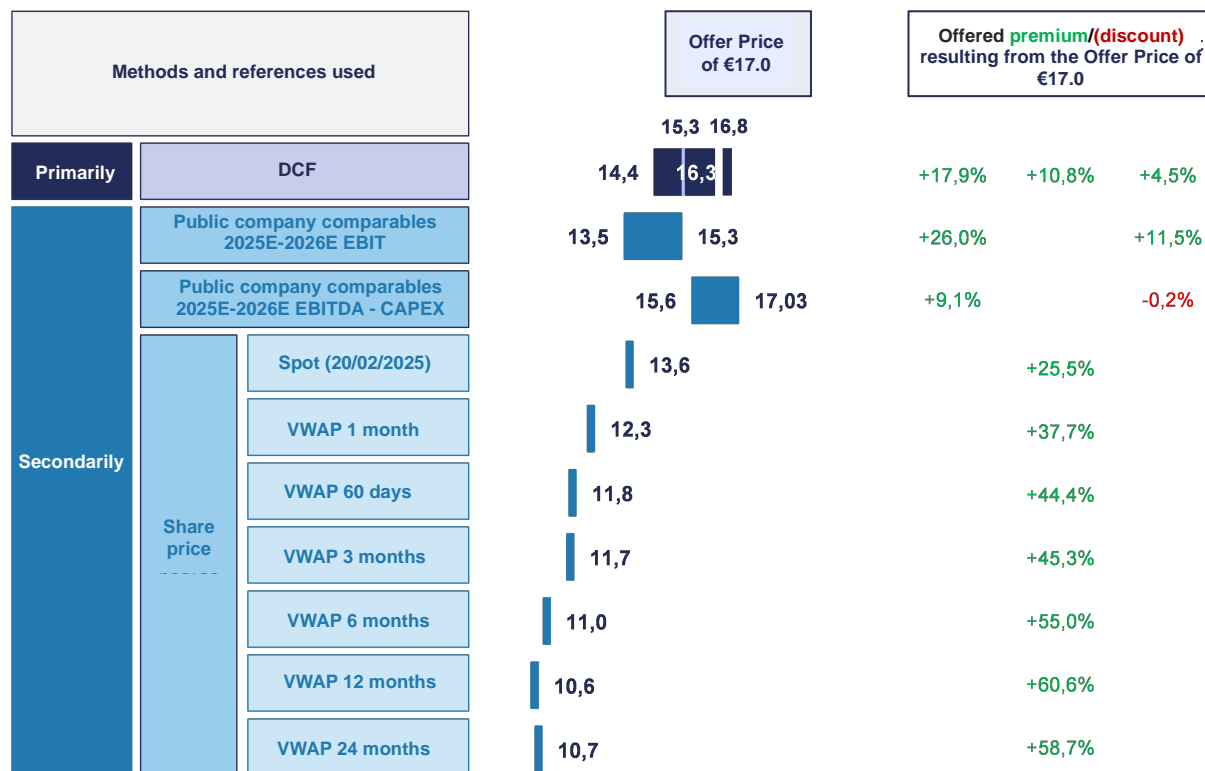 Methods and references used
Offer Price
of €17.0
Offered premium/(discount) .
resulting from the Offer Price of
€17.0
15,3 16,8
Primarily
DCF
14,4
16,3
+17,9% +10,8% +4,5%
Secondarily
Public company comparables
2025E-2026E EBIT
13,5 15,3
+26,0% +11,5%
Public company comparables
2025E-2026E EBITDA - CAPEX
15,6 17,03
+9,1% -0,2%
Share
price
Spot (20/02/2025)
13,6
+25,5%
VWAP 1 month
12,3
+37,7%
VWAP 60 days
11,8
+44,4%
VWAP 3 months
11,7
+45,3%
VWAP 6 months
11,0
+55,0%
VWAP 12 months
10,6
+60,6%
VWAP 24 months
10,7
+58,7%